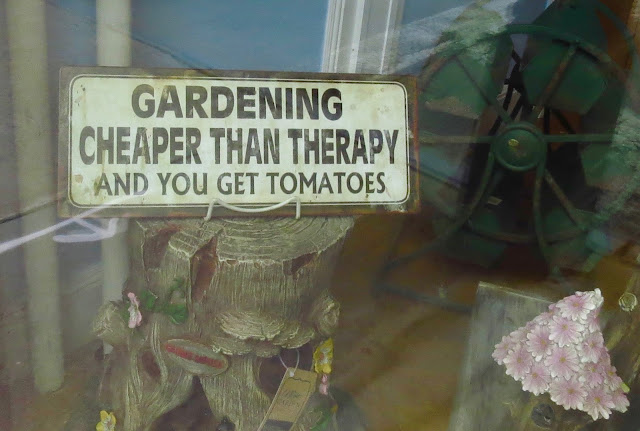 GARDENING
CHEAPER THAN THERAPY
AND YOU GET TOMATOES